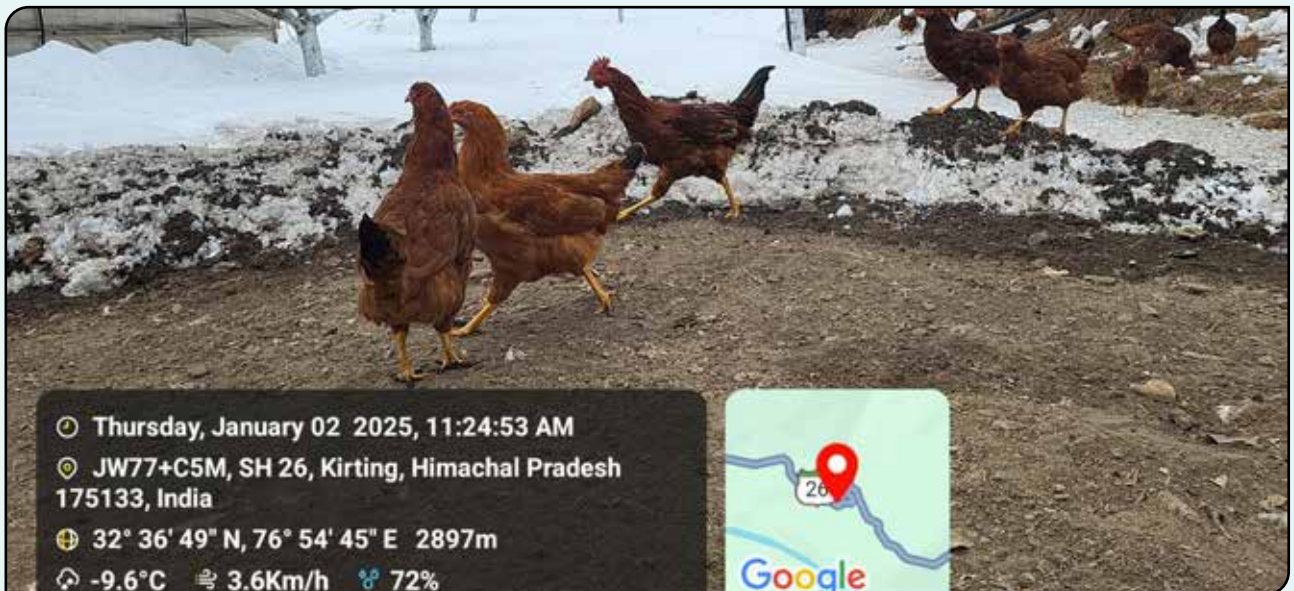 Thursday, January 02 2025, 11:24:53 AM
JW77+C5M, SH 26, Kirting, Himachal Pradesh
175133, India
32° 36' 49" N, 76° 54' 45" E 2897m
-9.6°C 3.6Km/h 72%
26
Google